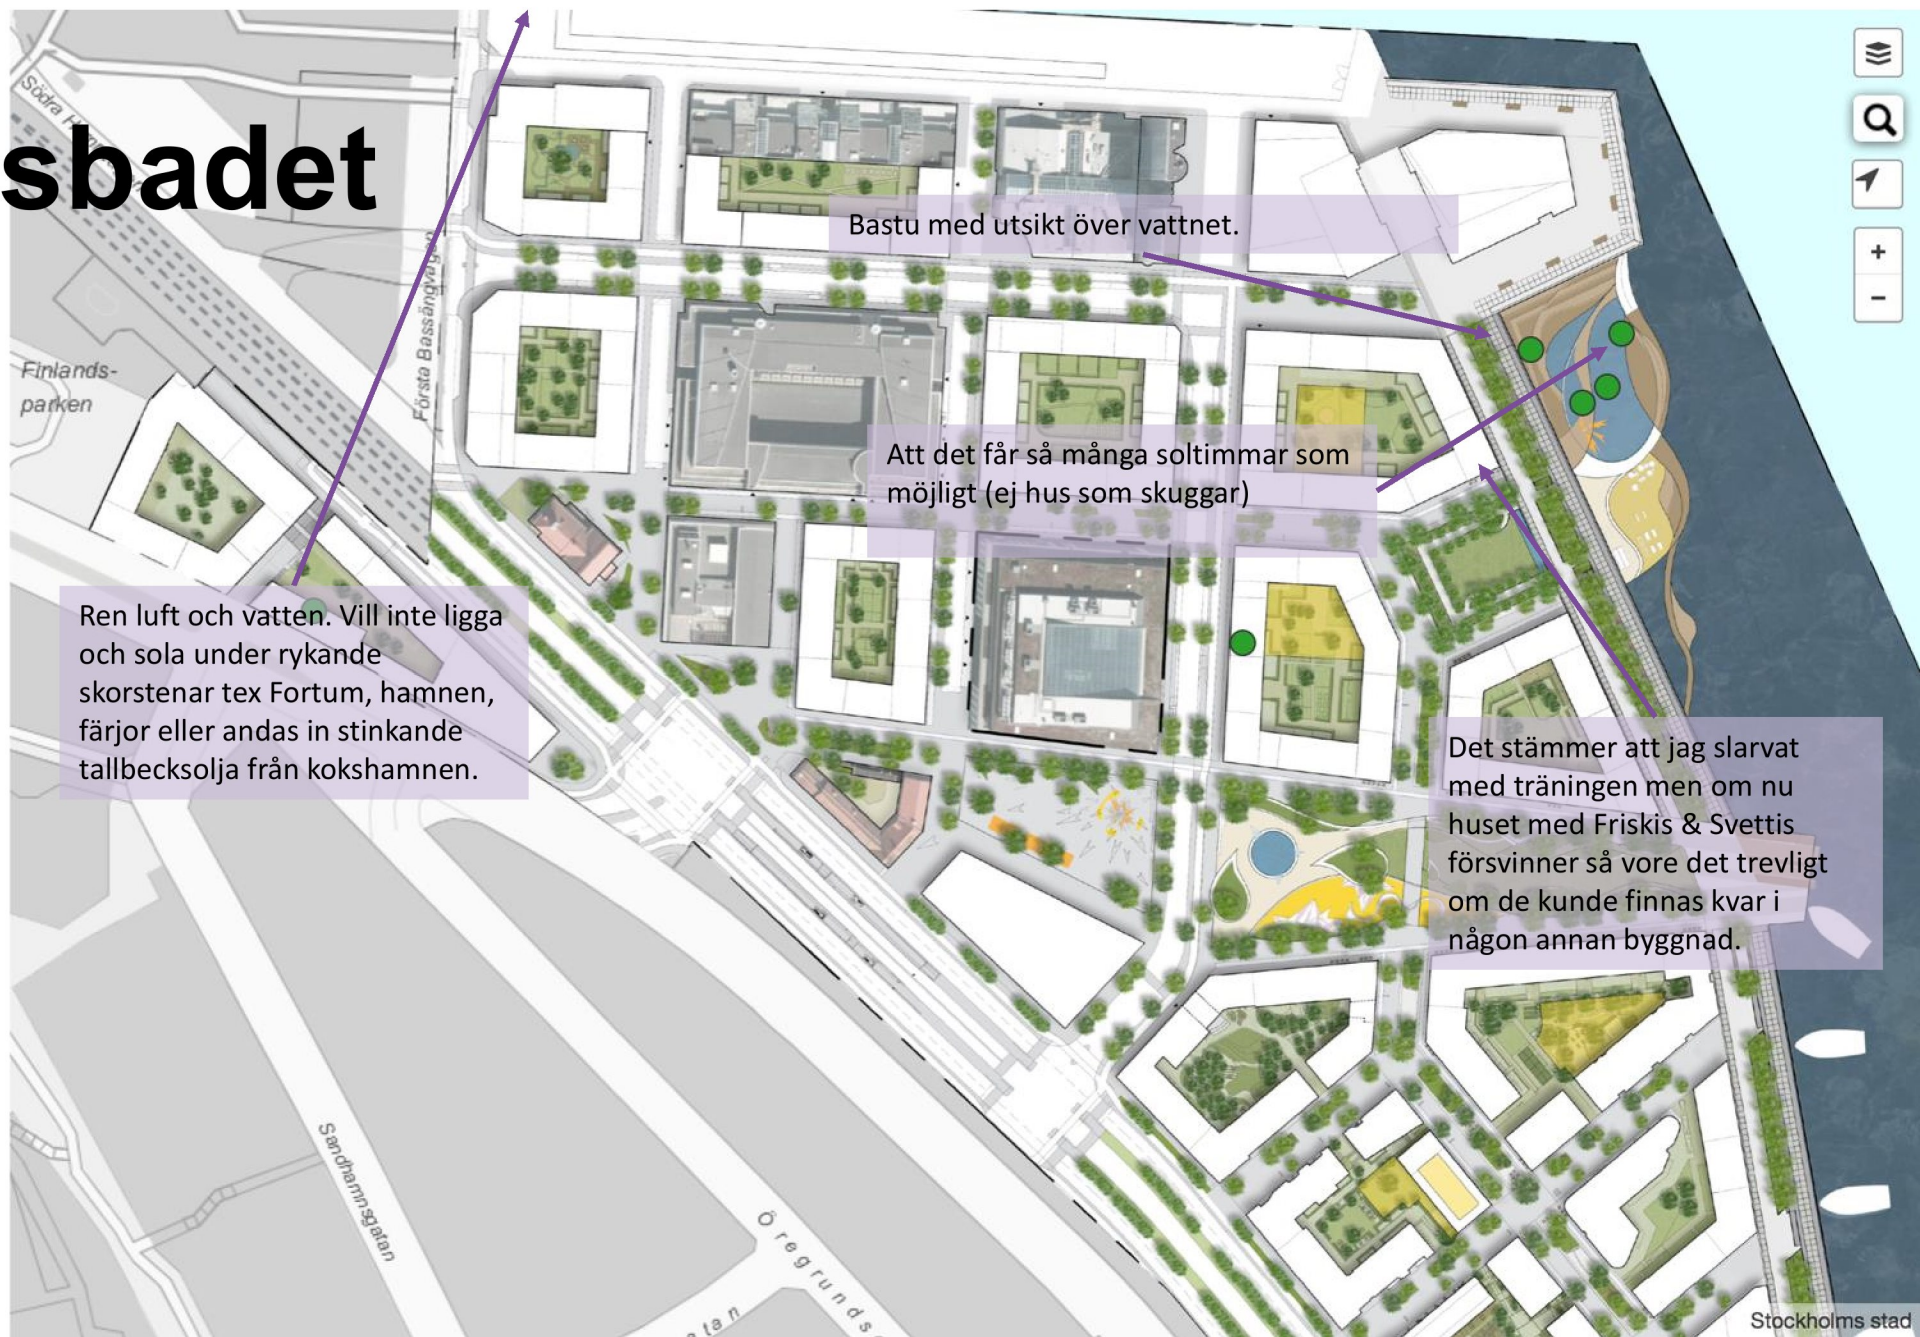 sbadet
Första Bassängvägen
Finlands-
parken
Bastu med utsikt över vattnet.
+
−
Att det får så många soltimmar som
möjligt (ej hus som skuggar)
Ren luft och vatten. Vill inte ligga
och sola under rykande
skorstenar tex Fortum, hamnen,
färjor eller andas in stinkande
tallbecksolja från kokshamnen.
Det stämmer att jag slarvat
med träningen men om nu
huset med Friskis & Svettis
försvinner så vore det trevligt
om de kunde finnas kvar i
någon annan byggnad.
Sandhamnsgatan
Öregrunds
Stockholms stad